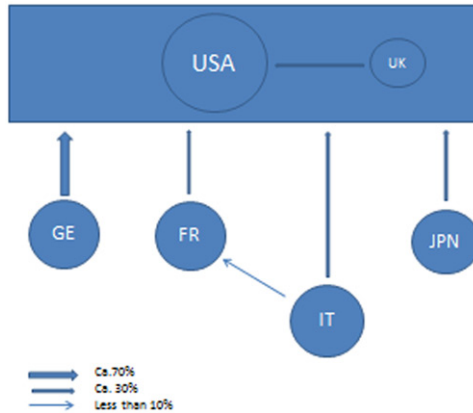 USA
UK
GE
FR
JPN
IT
Ca.70%
Ca. 30%
Less than 10%